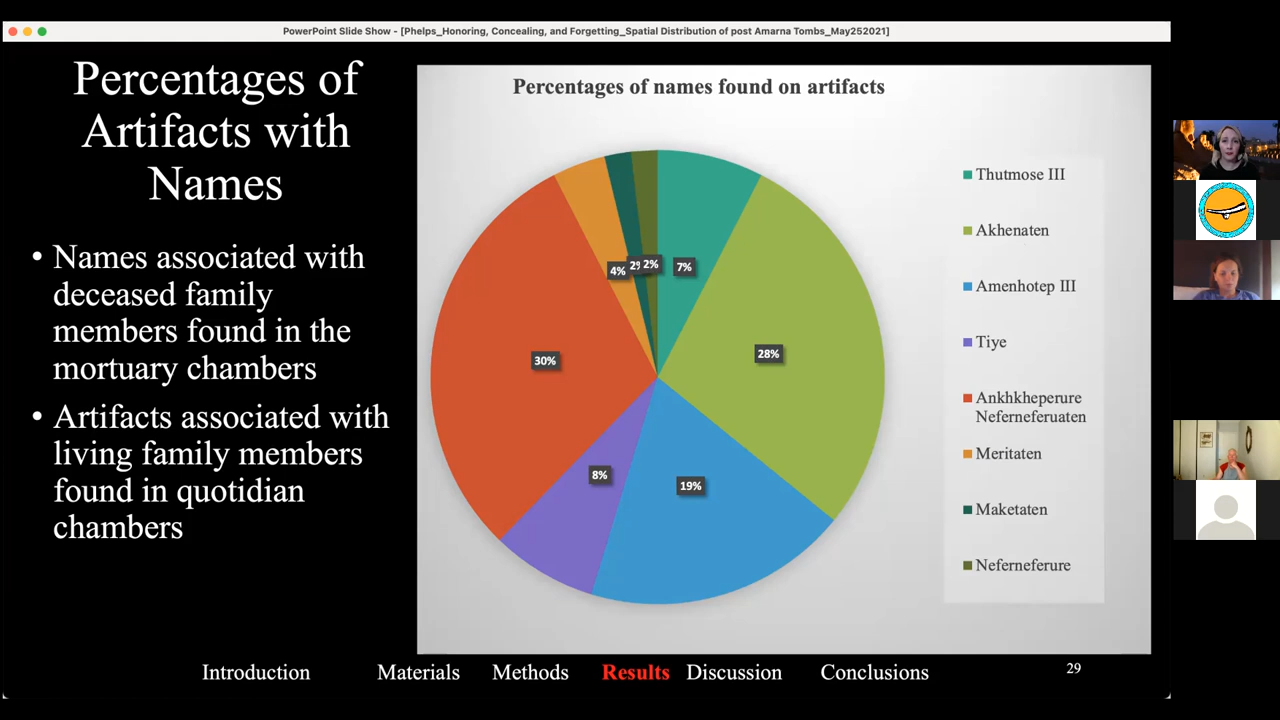 PowerPoint Slide Show - [Phelps_Honoring, Concealing, and Forgetting_Spatial Distribution of post Amarna Tombs_May252021]
Percentages of
Artifacts with
Names
• Names associated with
deceased family
members found in the
mortuary chambers
• Artifacts associated with
living family members
found in quotidian
chambers
Percentages of names found on artifacts
7%
28%
19%
8%
30%
4%
2%
2%
Thutmose III
Akhenaten
Amenhotep III
Tiye
Ankhkheperure
Neferneferuaten
Meritaten
Maketaten
Neferneferure
Introduction Materials Methods Results Discussion Conclusions 29